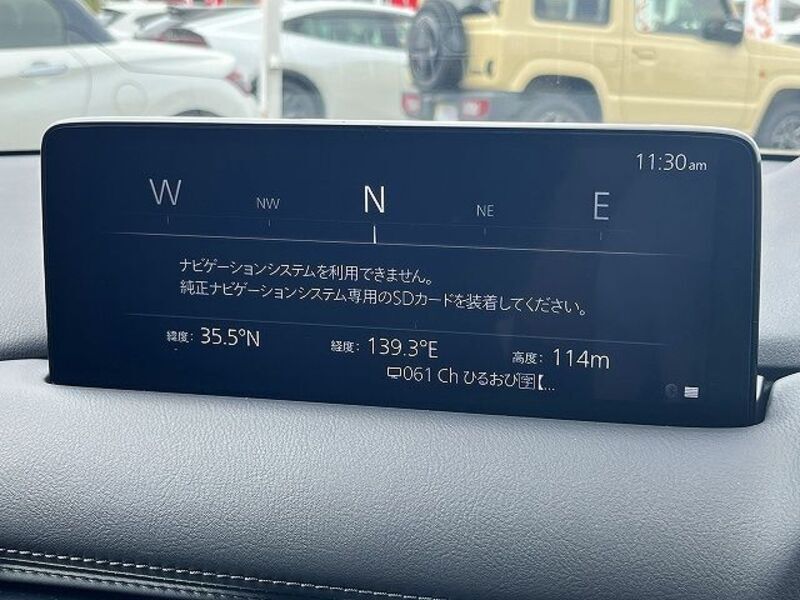 11:30am
W NW N NE E
ナビゲーションシステムを利用できません。
純正ナビゲーションシステム専用のSDカードを装着してください。
緯度: 35.5°N 経度: 139.3°E 高度: 114m
061 Ch ひるおび🈑【...